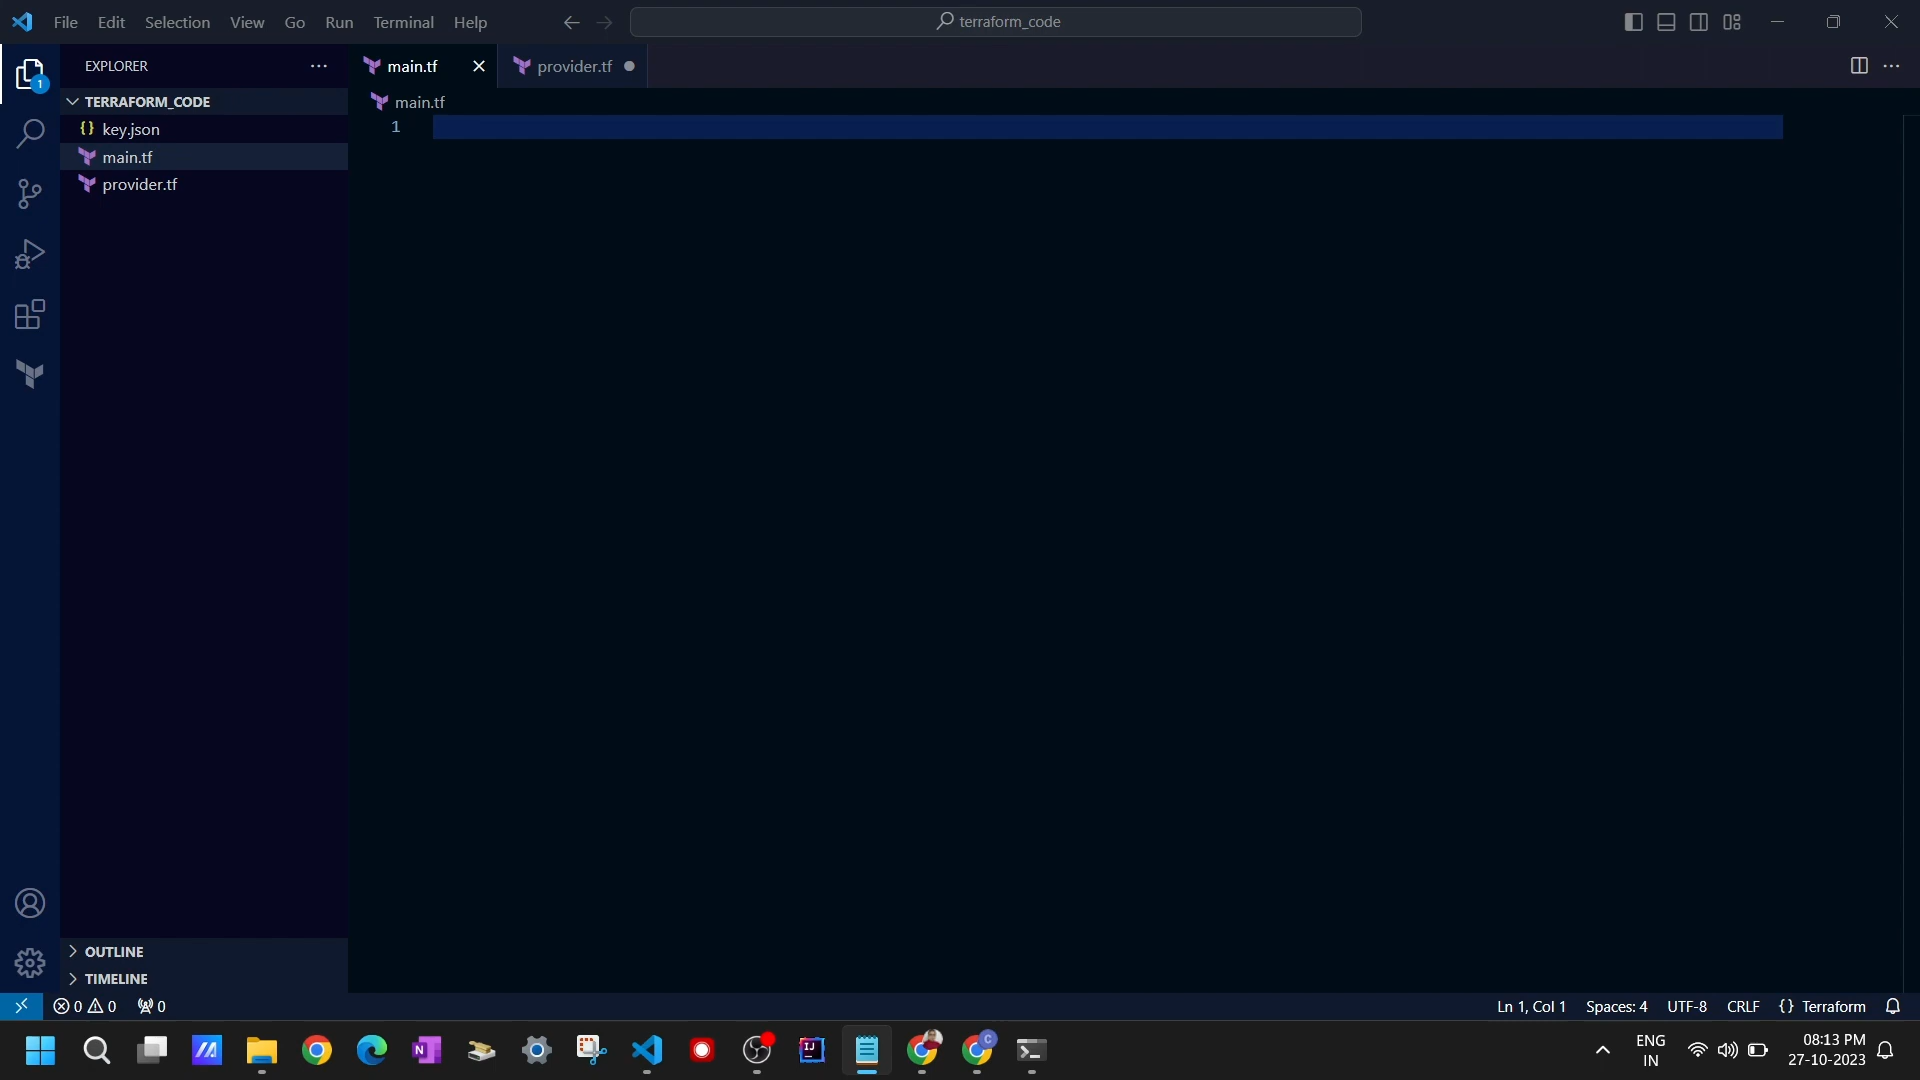 File Edit Selection View Go Run Terminal Help
terraform_code
EXPLORER
main.tf
provider.tf
1
TERRAFORM_CODE
main.tf
{} key.json
1
main.tf
provider.tf
OUTLINE
TIMELINE
0 0 0
Ln 1, Col 1 Spaces: 4 UTF-8 CRLF {} Terraform
N
IJ
C
ENG
IN
08:13 PM
27-10-2023